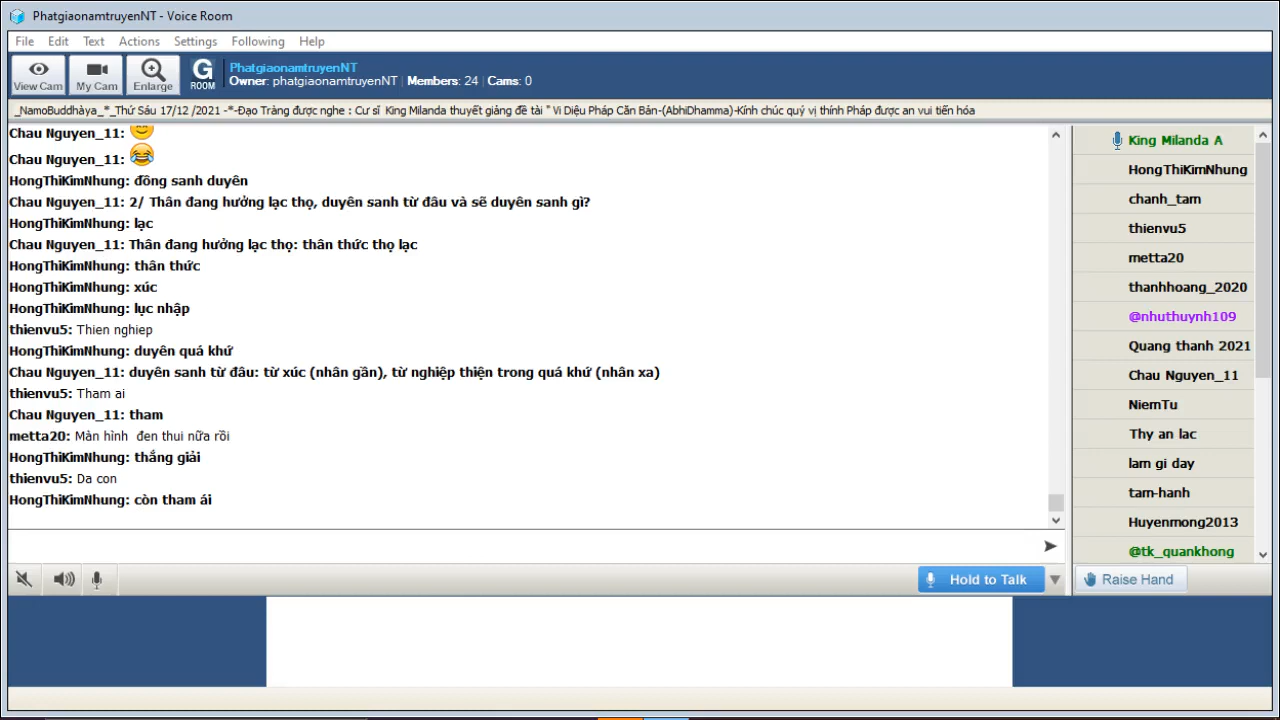 PhatgiaonamtruyenNT - Voice Room
File Edit Text Actions Settings Following Help
View Cam
My Cam
Enlarge
G
ROOM
PhatgiaonamtruyenNT
Owner: phatgiaonamtruyenNT | Members: 24 | Cams: 0
_NamoBuddhàya_*_Thứ Sáu 17/12 /2021 -*-Đạo Tràng được nghe : Cư sĩ King Milanda thuyết giảng đề tài " Vi Diệu Pháp Căn Bản-(AbhiDhamma)-Kính chúc quý vị thính Pháp được an vui tiến hóa
Chau Nguyen_11:
Chau Nguyen_11:
HongThiKimNhung: đồng sanh duyên
Chau Nguyen_11: 2/ Thân đang hưởng lạc thọ, duyên sanh từ đâu và sẽ duyên sanh gì?
HongThiKimNhung: lạc
Chau Nguyen_11: Thân đang hưởng lạc thọ: thân thức thọ lạc
HongThiKimNhung: thân thức
HongThiKimNhung: xúc
HongThiKimNhung: lục nhập
thienvu5: Thien nghiep
HongThiKimNhung: duyên quá khứ
Chau Nguyen_11: duyên sanh từ đâu: từ xúc (nhân gần), từ nghiệp thiện trong quá khứ (nhân xa)
thienvu5: Tham ai
Chau Nguyen_11: tham
metta20: Màn hình đen thui nữa rồi
HongThiKimNhung: thắng giải
thienvu5: Da con
HongThiKimNhung: còn tham ái
King Milanda A
HongThiKimNhung
chanh_tam
thienvu5
metta20
thanhhoang_2020
@nhuthuynh109
Quang thanh 2021
Chau Nguyen_11
NiemTu
Thy an lac
lam gi day
tam-hanh
Huyenmong2013
@tk_quankhong
Hold to Talk
Raise Hand